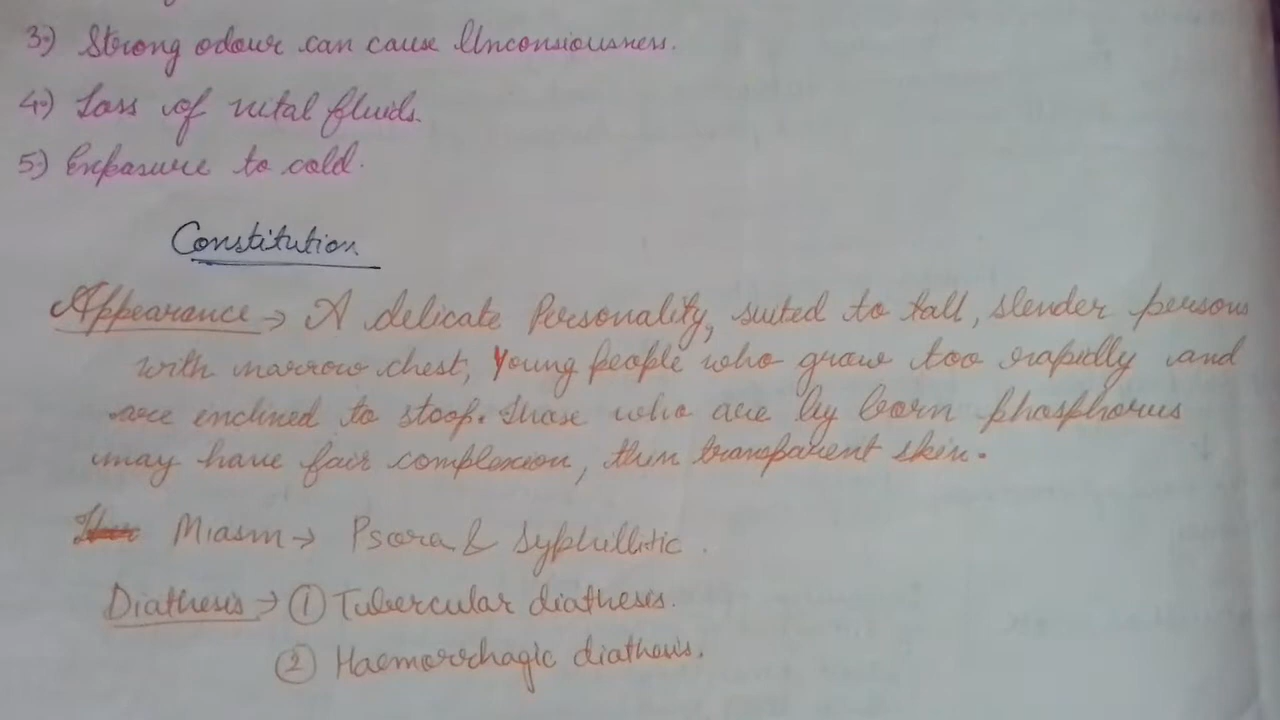 3.) Strong odour can cause Unconsiousness.
4.) Loss of vital fluids.
5.) Exposure to cold.
Constitution
Appearance → A delicate Personality, suited to tall, slender persons
with narrow chest, Young people who grow too rapidly and
are inclined to stoop. Those who are by born phosphorus
may have fair complexion, thin transparent skin.
Miasm → Psora & Syphillitic.
Diathesis → ① Tubercular diathesis.
② Haemorrhagic diathesis.